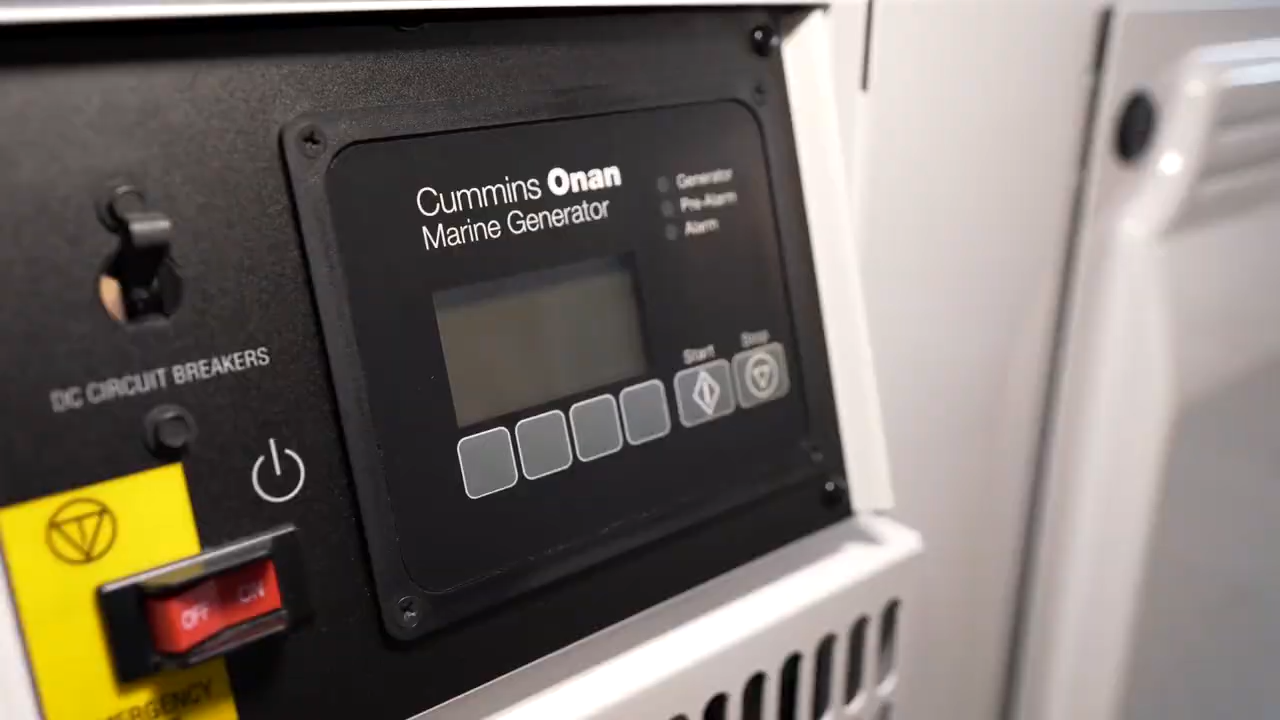 Cummins Onan
Marine Generator
Generator
Pre-Alarm
Alarm
Start
Stop
DC CIRCUIT BREAKERS
OFF ON